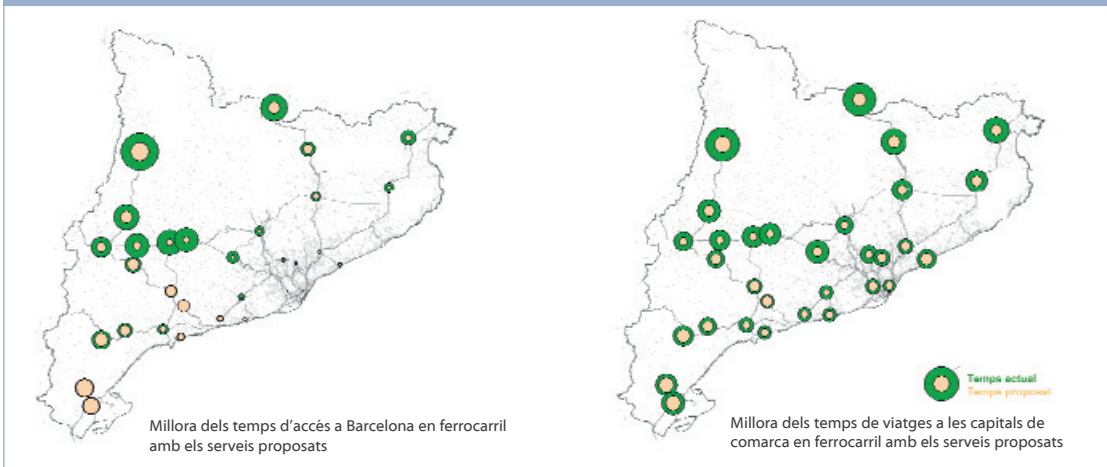 Millora dels temps d'accés a Barcelona en ferrocarril
amb els serveis proposats
Temps actual
Temps proposat
Millora dels temps de viatges a les capitals de
comarca en ferrocarril amb els serveis proposats